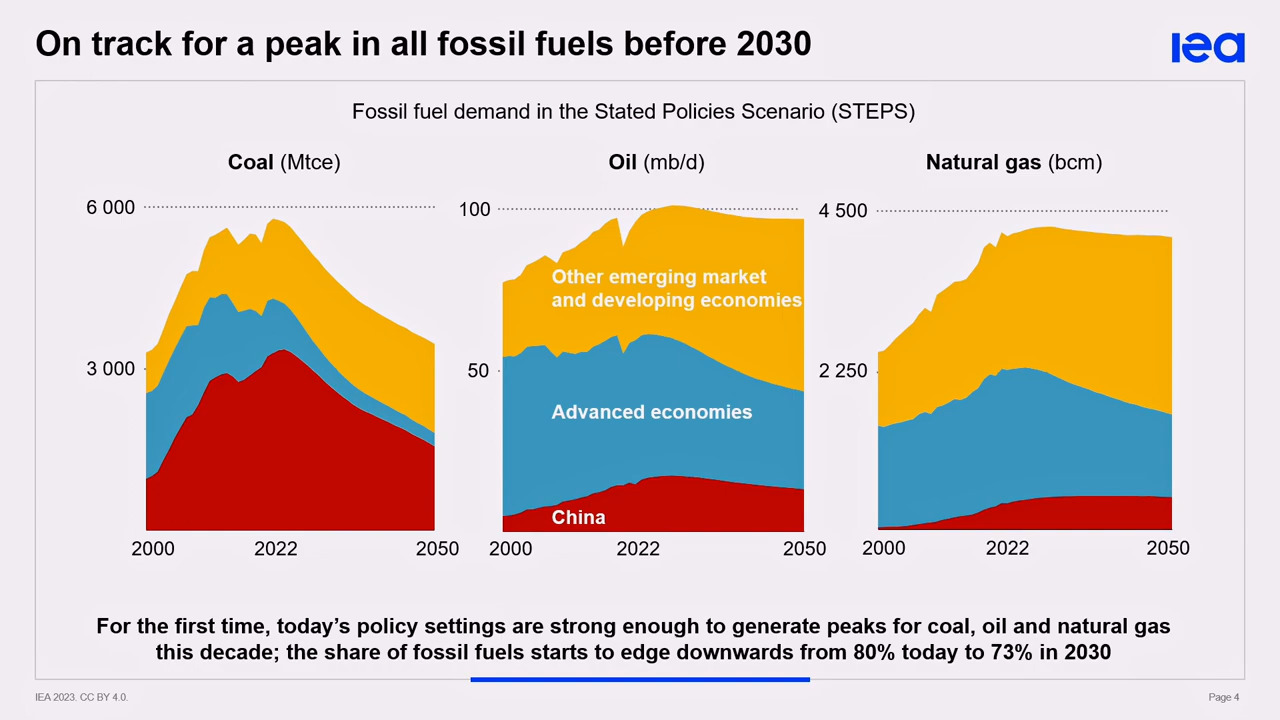 On track for a peak in all fossil fuels before 2030
iea
Fossil fuel demand in the Stated Policies Scenario (STEPS)
Coal (Mtce)
6 000
3 000
2000 2022 2050
Oil (mb/d)
100
50
Other emerging market
and developing economies
Advanced economies
China
2000 2022 2050
Natural gas (bcm)
4 500
2 250
2000 2022 2050
For the first time, today’s policy settings are strong enough to generate peaks for coal, oil and natural gas
this decade; the share of fossil fuels starts to edge downwards from 80% today to 73% in 2030
IEA 2023. CC BY 4.0.
Page 4